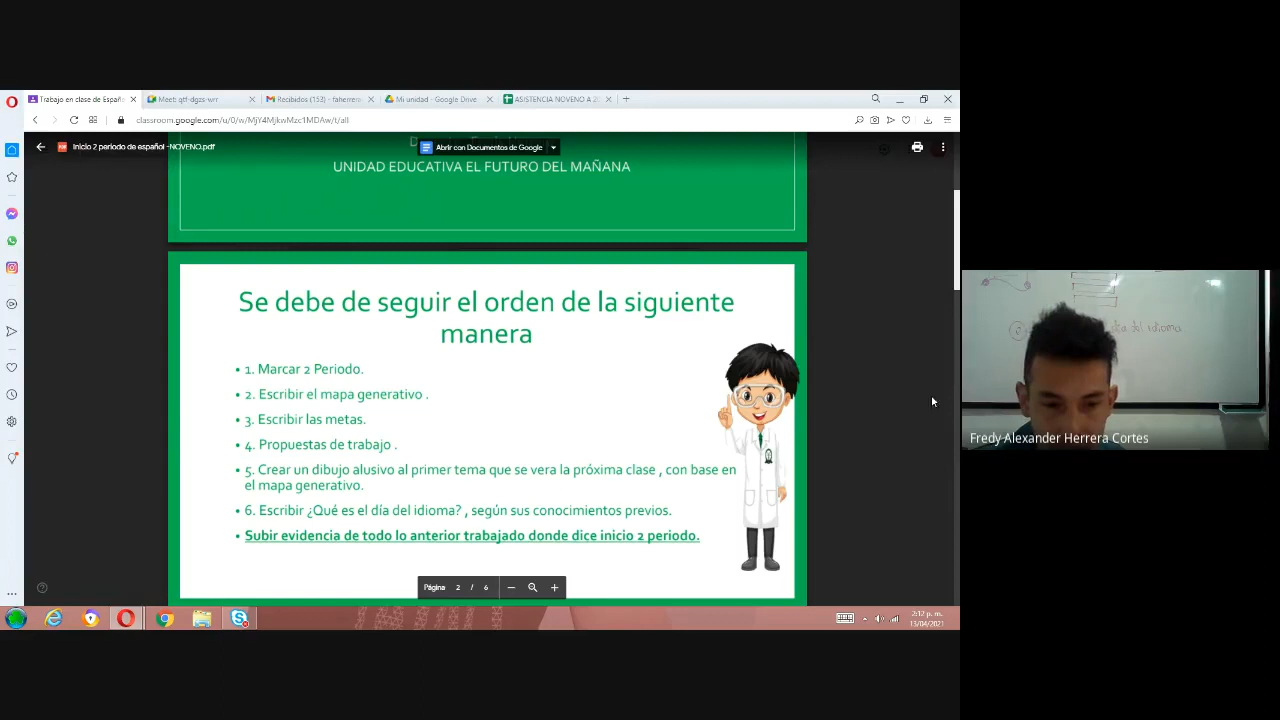 Trabajo en clase de Españ
Meet: qtf-dgzs-wrr
Recibidos (153) - faherrer
Mi unidad - Google Drive
ASISTENCIA NOVENO A 20
classroom.google.com/u/0/w/MjY4MjkwMzc1MDAw/t/all
Inicio 2 periodo de español -NOVENO.pdf
Abrir con Documentos de Google
UNIDAD EDUCATIVA EL FUTURO DEL MAÑANA
Se debe de seguir el orden de la siguiente
manera
• 1. Marcar 2 Periodo.
• 2. Escribir el mapa generativo .
• 3. Escribir las metas.
• 4. Propuestas de trabajo .
• 5. Crear un dibujo alusivo al primer tema que se vera la próxima clase , con base en
el mapa generativo.
• 6. Escribir ¿Qué es el día del idioma? , según sus conocimientos previos.
• Subir evidencia de todo lo anterior trabajado donde dice inicio 2 periodo.
Página 2 / 6
2:12 p. m.
13/04/2021
del idioma
Fredy Alexander Herrera Cortes